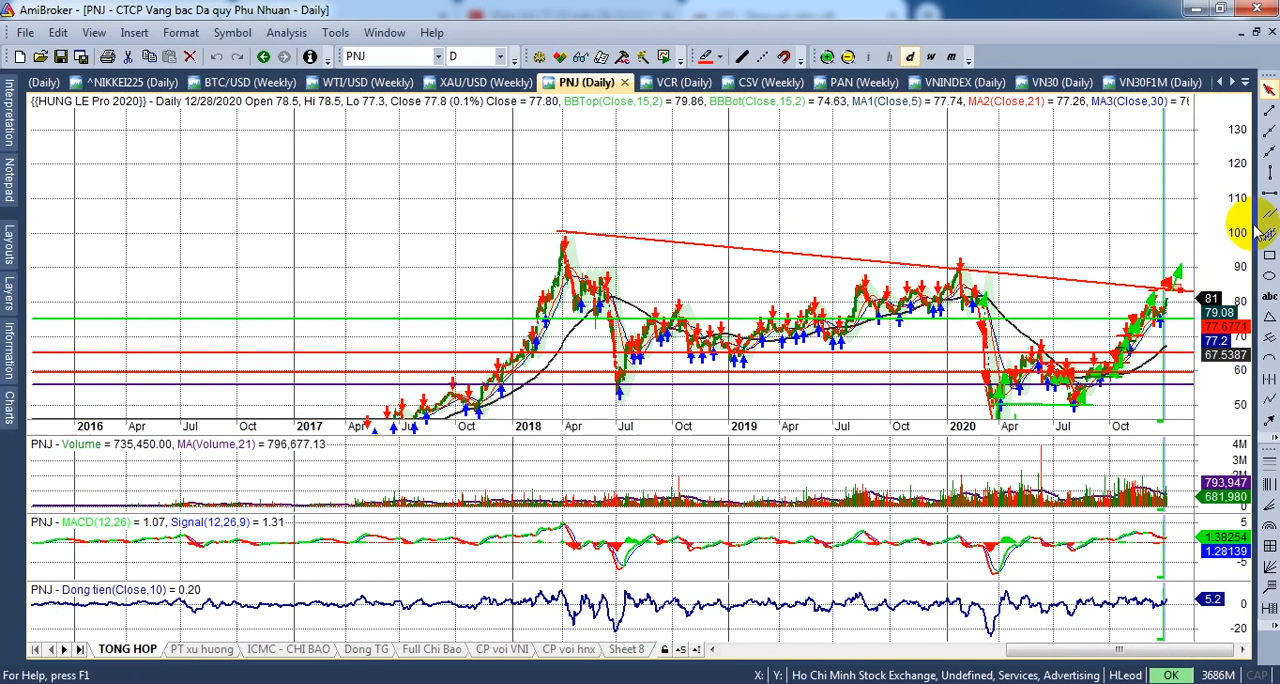 AmiBroker - [PNJ - CTCP Vang bac Da quy Phu Nhuan - Daily]
File Edit View Insert Format Symbol Analysis Tools Window Help
PNJ D i h d w m
(Daily) ^NIKKEI225 (Daily) BTC/USD (Weekly) WTI/USD (Weekly) XAU/USD (Weekly) PNJ (Daily) VCR (Daily) CSV (Weekly) PAN (Weekly) VNINDEX (Daily) VN30 (Daily) VN30F1M (Daily)
{{HUNG LE Pro 2020}} - Daily 12/28/2020 Open 78.5, Hi 78.5, Lo 77.3, Close 77.8 (0.1%) Close = 77.80, BBTop(Close,15,2) = 79.86, BBBot(Close,15,2) = 74.63, MA1(Close,5) = 77.74, MA2(Close,21) = 77.26, MA3(Close,30) =
Interpretation
Notepad
Layouts
Layers
Information
Charts
130
120
110
100
90
81
80
79.08
77.6771
77.2
70
67.5387
60
50
abc
2016 Apr Jul Oct 2017 Apr Jul Oct 2018 Apr Jul Oct 2019 Apr Jul Oct 2020 Apr Jul Oct
PNJ - Volume = 735,450.00, MA(Volume,21) = 796,677.13
4M
3M
793,947
681,980
PNJ - MACD(12,26) = 1.07, Signal(12,26,9) = 1.31
5
1.38254
1.28139
-5
PNJ - Dong tien(Close,10) = 0.20
5.2
0
-20
TONG HOP PT xu huong ICMC - CHI BAO Dong TG Full Chi Bao CP voi VNI CP voi hnx Sheet 8
For Help, press F1 X: Y: Ho Chi Minh Stock Exchange, Undefined, Services, Advertising HLeod OK 3686M CAP